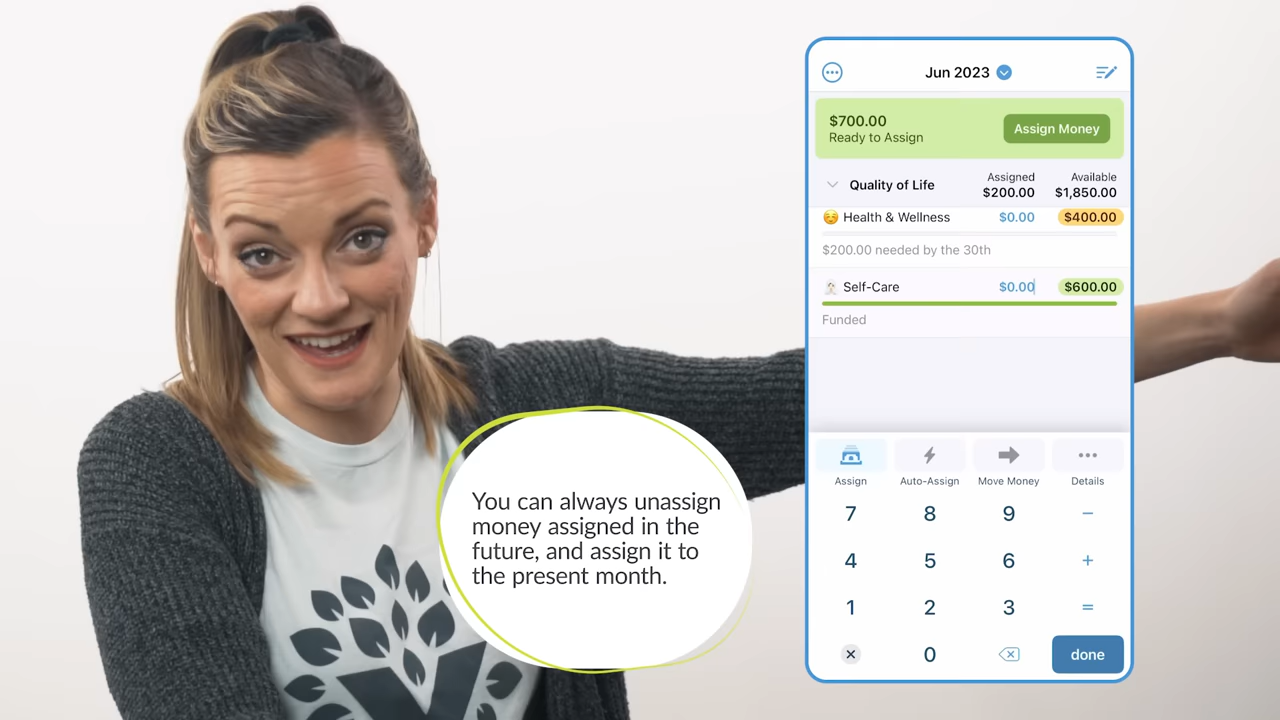 You can always unassign
money assigned in the
future, and assign it to
the present month.
Jun 2023
$700.00
Ready to Assign
Assign Money
Quality of Life
Assigned
$200.00
Available
$1,850.00
Health & Wellness $0.00 $400.00
$200.00 needed by the 30th
Self-Care $0.00 $600.00
Funded
Assign Auto-Assign Move Money Details
7 8 9 −
4 5 6 +
1 2 3 =
0 done